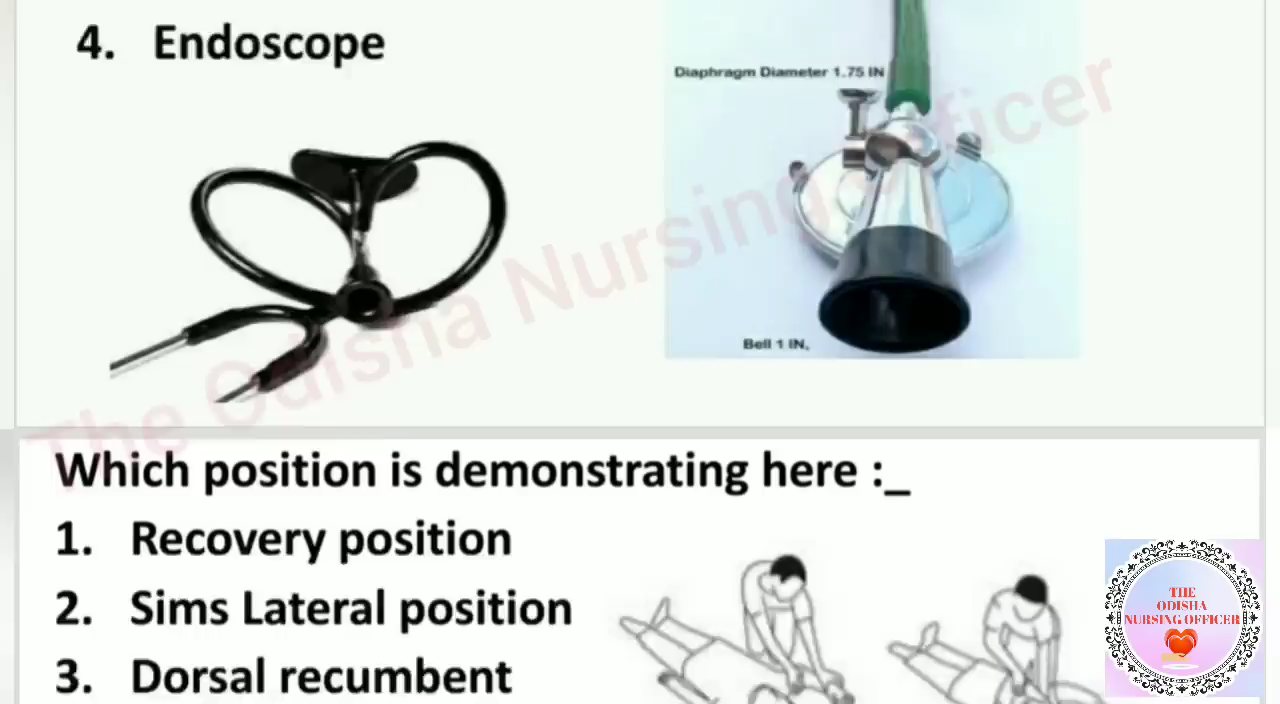 4. Endoscope
Diaphragm Diameter 1.75 IN
Bell 1 IN,
The Odisha Nursing Officer
Which position is demonstrating here :_
1. Recovery position
2. Sims Lateral position
3. Dorsal recumbent
THE
ODISHA
NURSING OFFICER